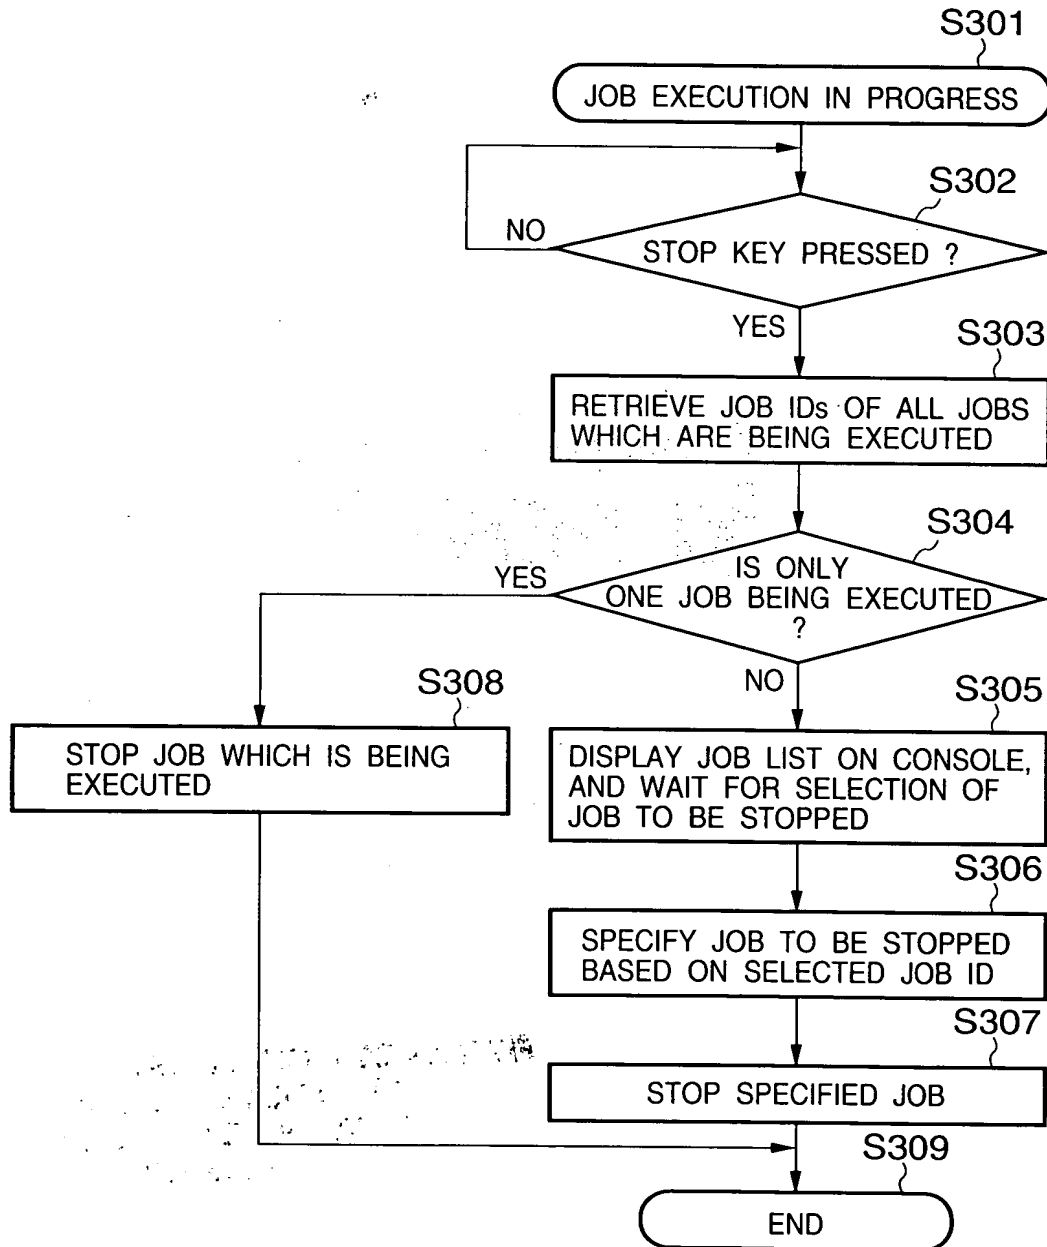 S301
JOB EXECUTION IN PROGRESS
S302
NO
STOP KEY PRESSED ?
YES
S303
RETRIEVE JOB IDs OF ALL JOBS
WHICH ARE BEING EXECUTED
S304
YES
IS ONLY
ONE JOB BEING EXECUTED
?
NO
S308
STOP JOB WHICH IS BEING
EXECUTED
S305
DISPLAY JOB LIST ON CONSOLE,
AND WAIT FOR SELECTION OF
JOB TO BE STOPPED
S306
SPECIFY JOB TO BE STOPPED
BASED ON SELECTED JOB ID
S307
STOP SPECIFIED JOB
S309
END